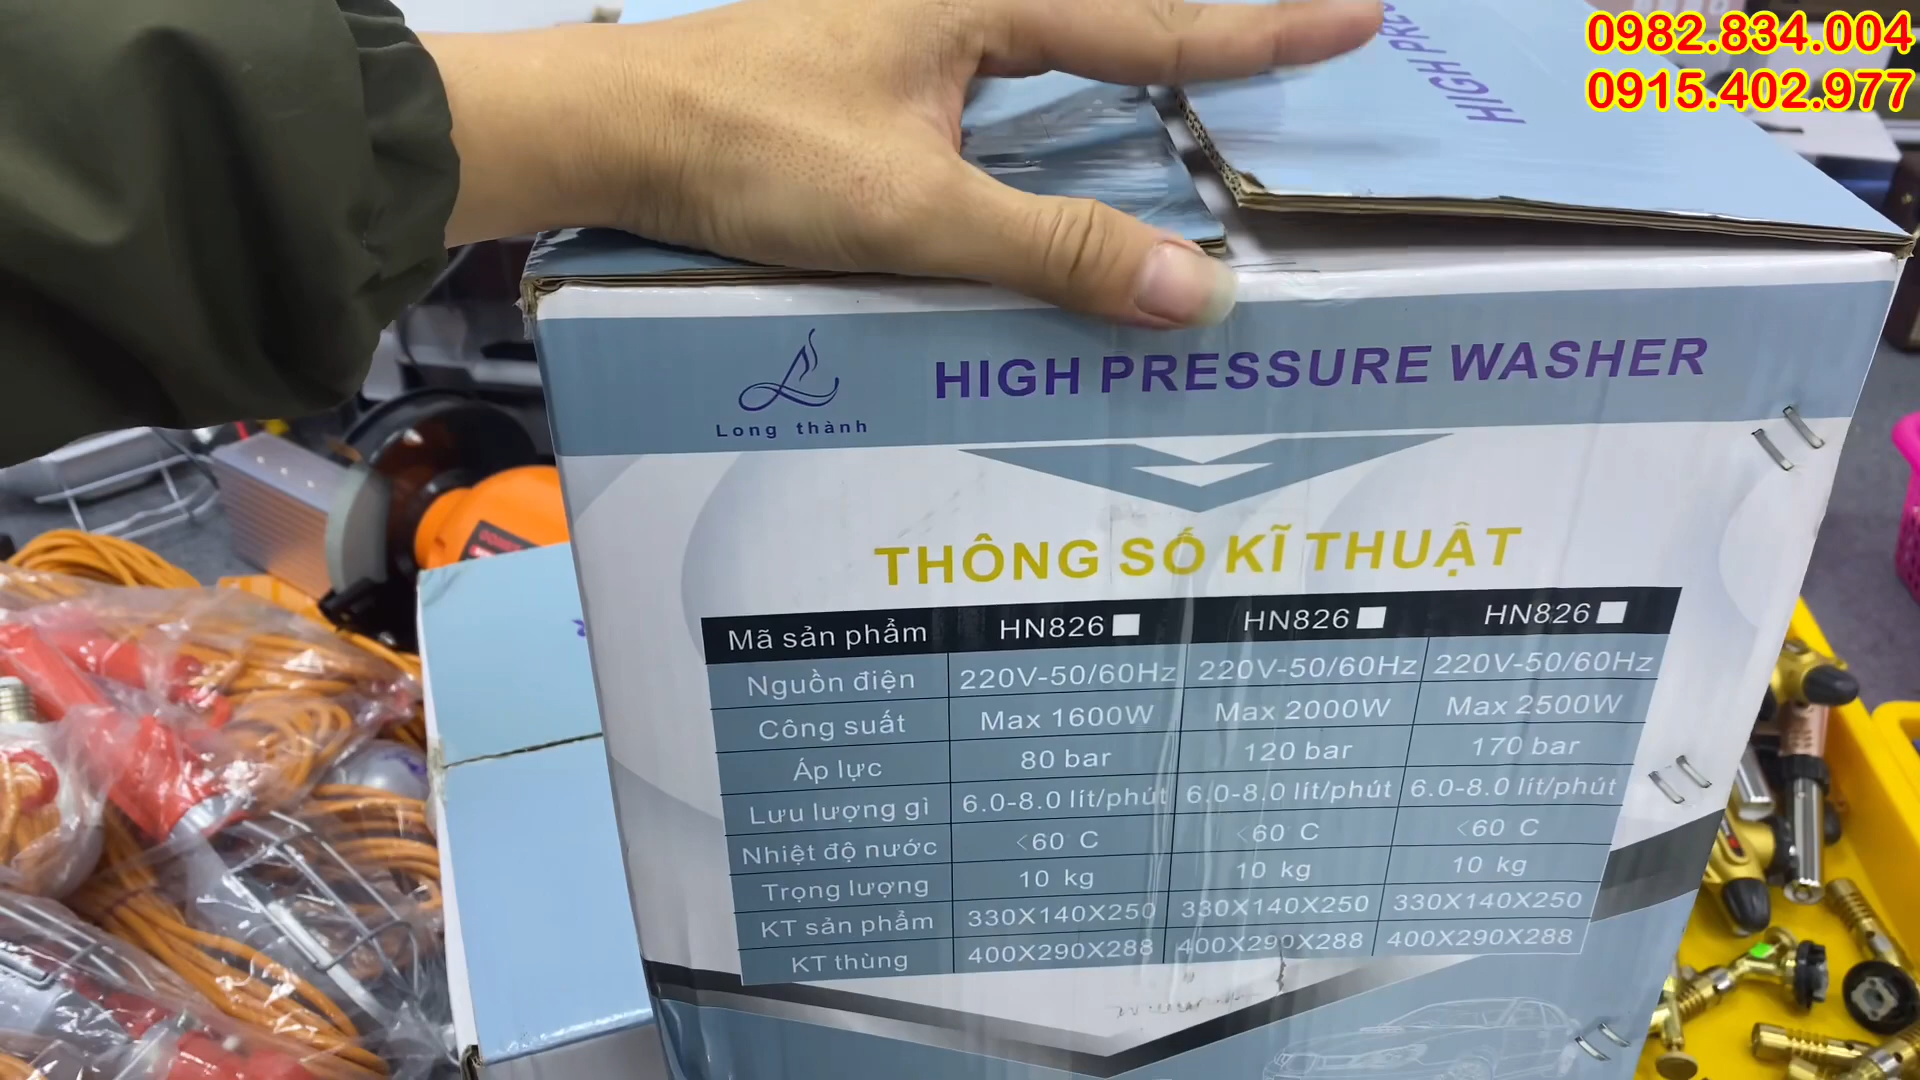 0982.834.004
0915.402.977
HIGH PRES
Long thành
HIGH PRESSURE WASHER
THÔNG SỐ KĨ THUẬT
Mã sản phẩm HN826 HN826 HN826
Nguồn điện 220V-50/60Hz 220V-50/60Hz 220V-50/60Hz
Công suất Max 1600W Max 2000W Max 2500W
Áp lực 80 bar 120 bar 170 bar
Lưu lượng gì 6.0-8.0 lít/phút 6.0-8.0 lít/phút 6.0-8.0 lít/phút
Nhiệt độ nước <60 C <60 C <60 C
Trọng lượng 10 kg 10 kg 10 kg
KT sản phẩm 330X140X250 330X140X250 330X140X250
KT thùng 400X290X288 400X290X288 400X290X288